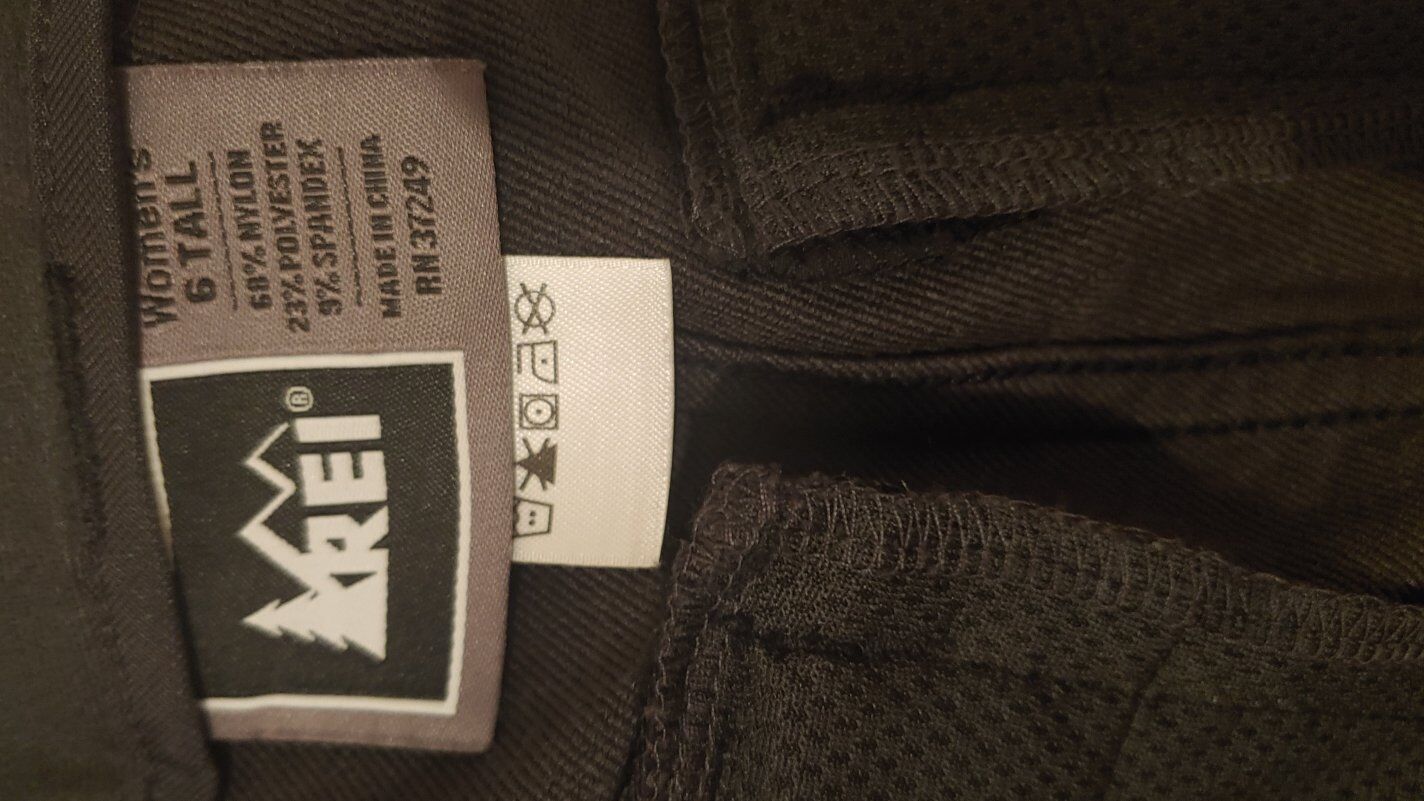 REI®
Women's
6 TALL
68% NYLON
23% POLYESTER
9% SPANDEX
MADE IN CHINA
RN 37249